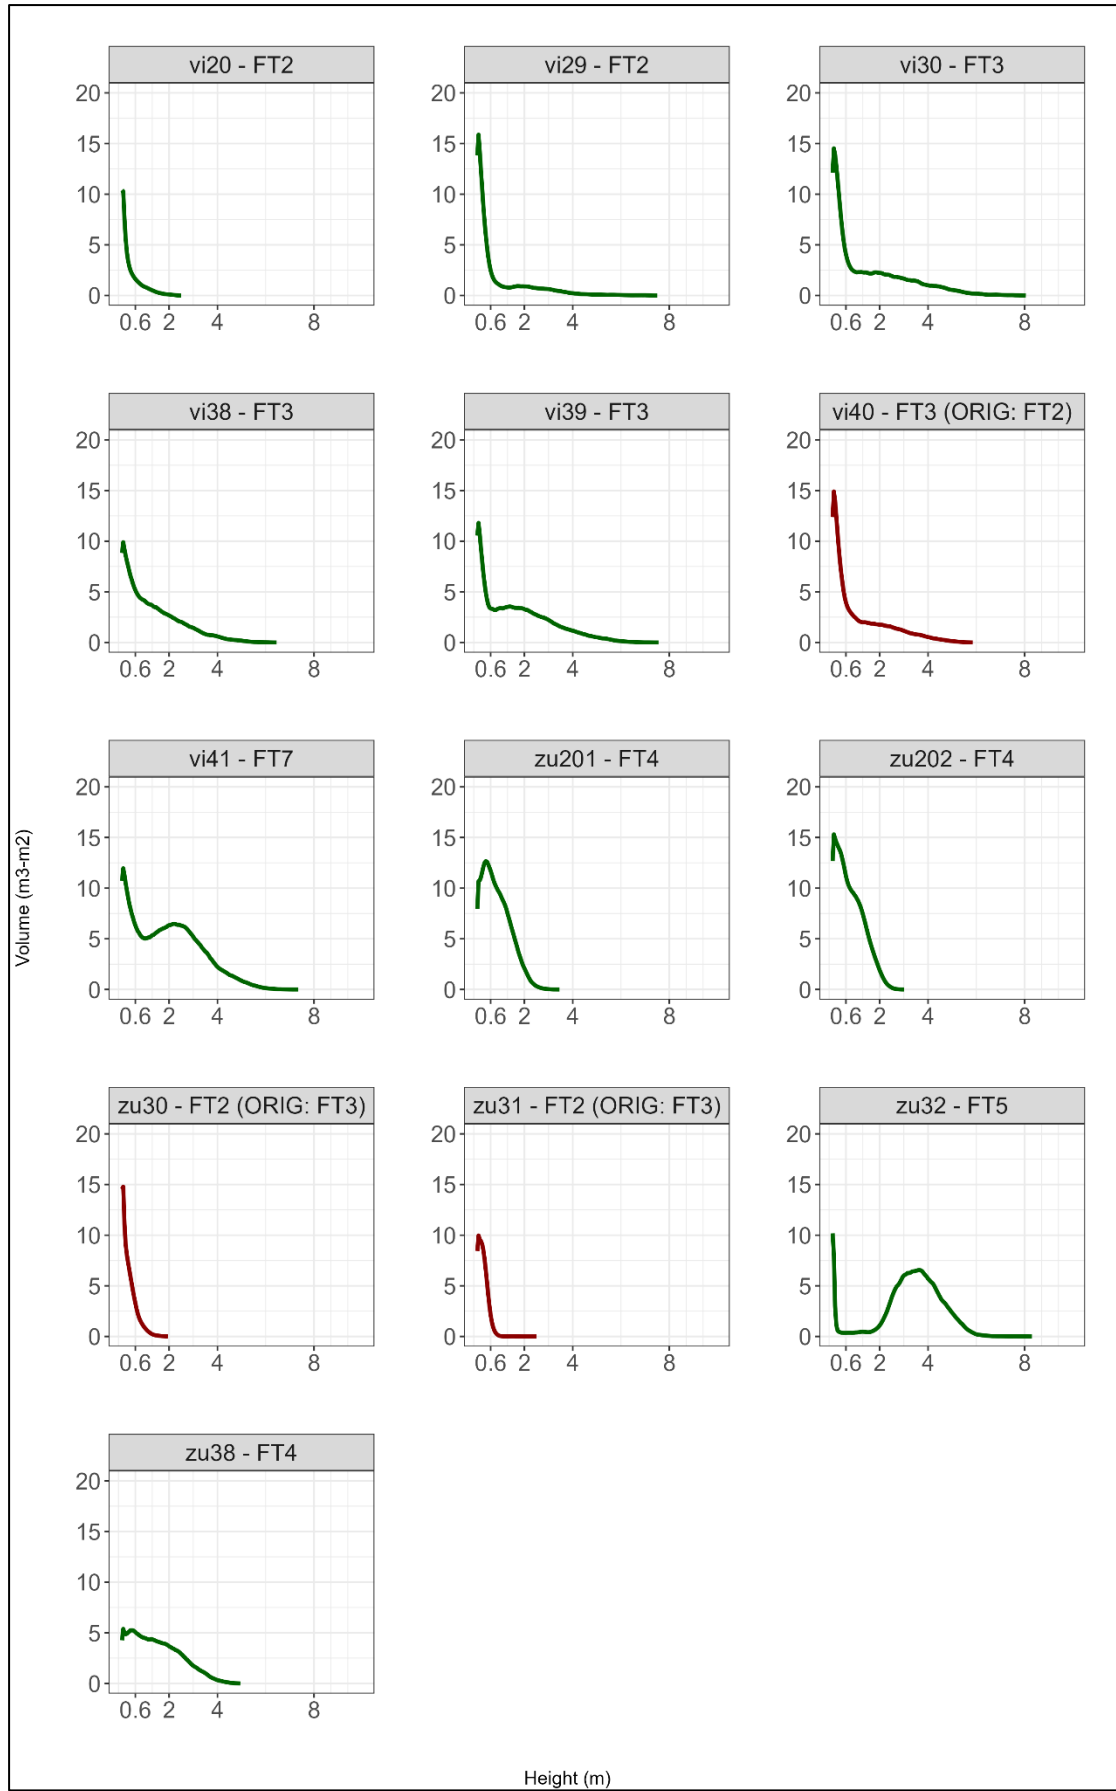 vi20 - FT2
vi29 - FT2
vi30 - FT3
20
15
10
5
0
20
15
10
5
0
20
15
10
5
0
0.6 2 4 8
0.6 2 4 8
0.6 2 4 8
vi38 - FT3
vi39 - FT3
vi40 - FT3 (ORIG: FT2)
20
15
10
5
0
20
15
10
5
0
20
15
10
5
0
0.6 2 4 8
0.6 2 4 8
0.6 2 4 8
Volume (m3-m2)
vi41 - FT7
zu201 - FT4
zu202 - FT4
20
15
10
5
0
20
15
10
5
0
20
15
10
5
0
0.6 2 4 8
0.6 2 4 8
0.6 2 4 8
zu30 - FT2 (ORIG: FT3)
zu31 - FT2 (ORIG: FT3)
zu32 - FT5
20
15
10
5
0
20
15
10
5
0
20
15
10
5
0
0.6 2 4 8
0.6 2 4 8
0.6 2 4 8
zu38 - FT4
20
15
10
5
0
0.6 2 4 8
Height (m)